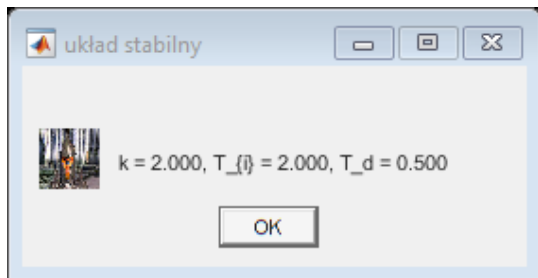 układ stabilny
k = 2.000, T_{i} = 2.000, T_d = 0.500
OK